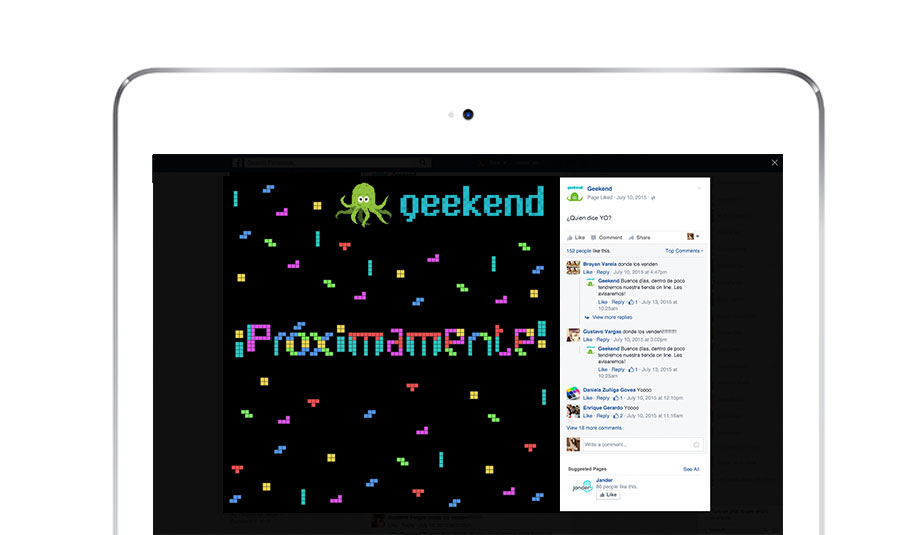 geekend
¡Próximamente!
Geekend
Page Liked · July 10, 2015 ·
¿Quien dice YO?
Like Comment Share
152 people like this.
Top Comments
Brayan Varela donde los venden
Like · Reply · July 10, 2015 at 4:47pm
Geekend Buenos días, dentro de poco
tendremos nuestra tienda on line. Les
avisaremos!
Like · Reply · 1 · July 13, 2015 at
10:25am
View more replies
Gustavo Vargas donde los venden!!!!!!!!!!
Like · Reply · July 10, 2015 at 3:02pm
Geekend Buenos días, dentro de poco
tendremos nuestra tienda on line. Les
avisaremos!
Like · Reply · 1 · July 13, 2015 at
10:26am
Daniela Zuñiga Govea Yoooo
Like · Reply · 1 · July 10, 2015 at 12:15pm
Enrique Gerardo Yoooo
Like · Reply · 2 · July 10, 2015 at 11:16am
View 16 more comments
Write a comment...
Suggested Pages
See All
Jander
jander
86 people like this.
Like